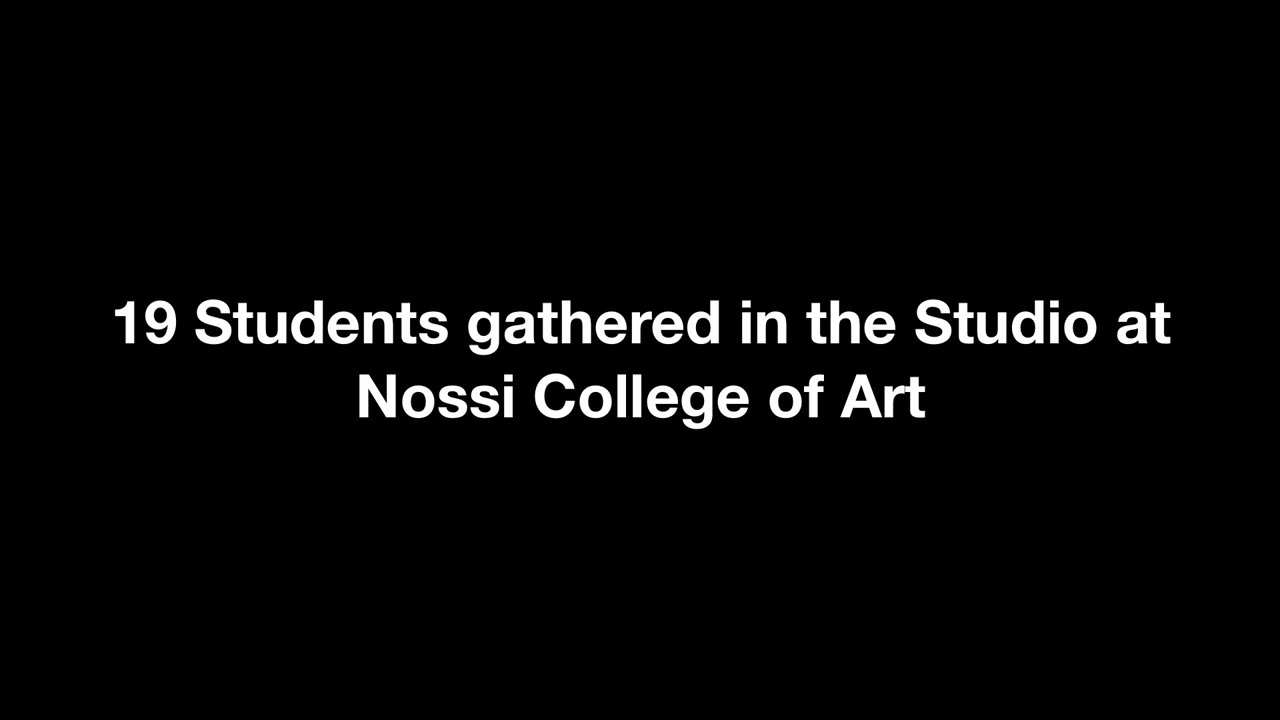 19 Students gathered in the Studio at
Nossi College of Art